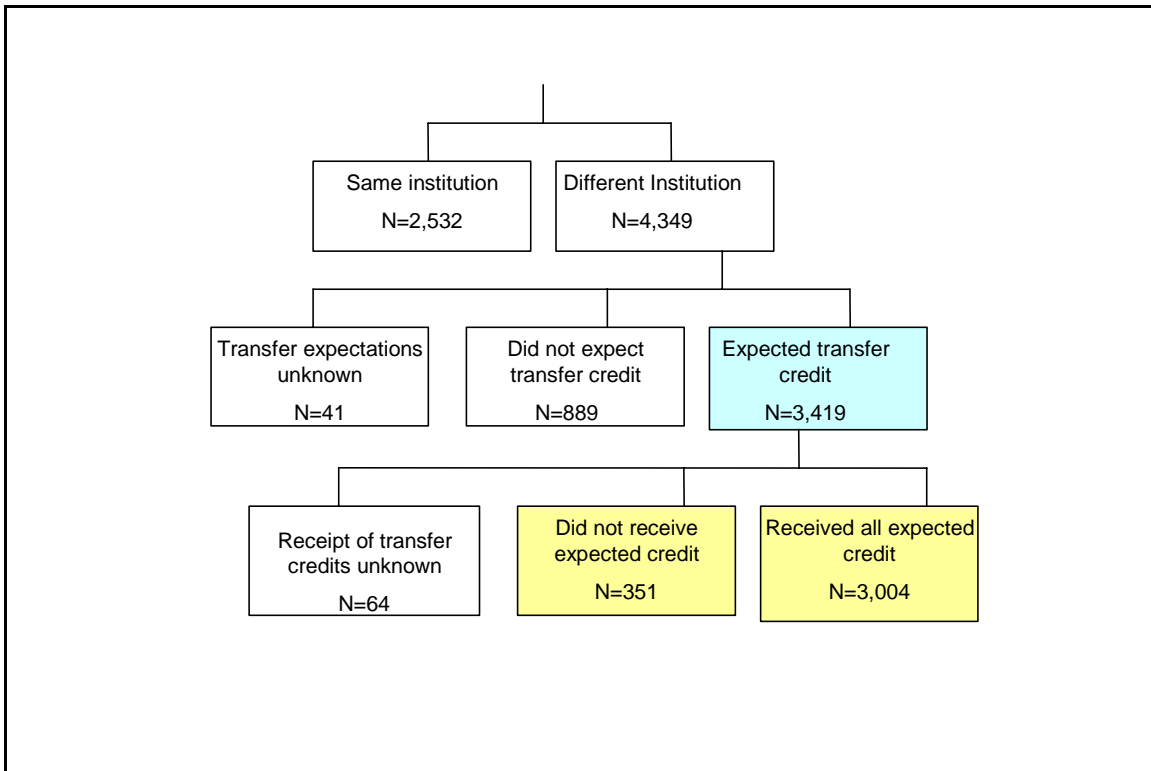 Same institution
N=2,532
Different Institution
N=4,349
Transfer expectations
unknown
N=41
Did not expect
transfer credit
N=889
Expected transfer
credit
N=3,419
Receipt of transfer
credits unknown
N=64
Did not receive
expected credit
N=351
Received all expected
credit
N=3,004